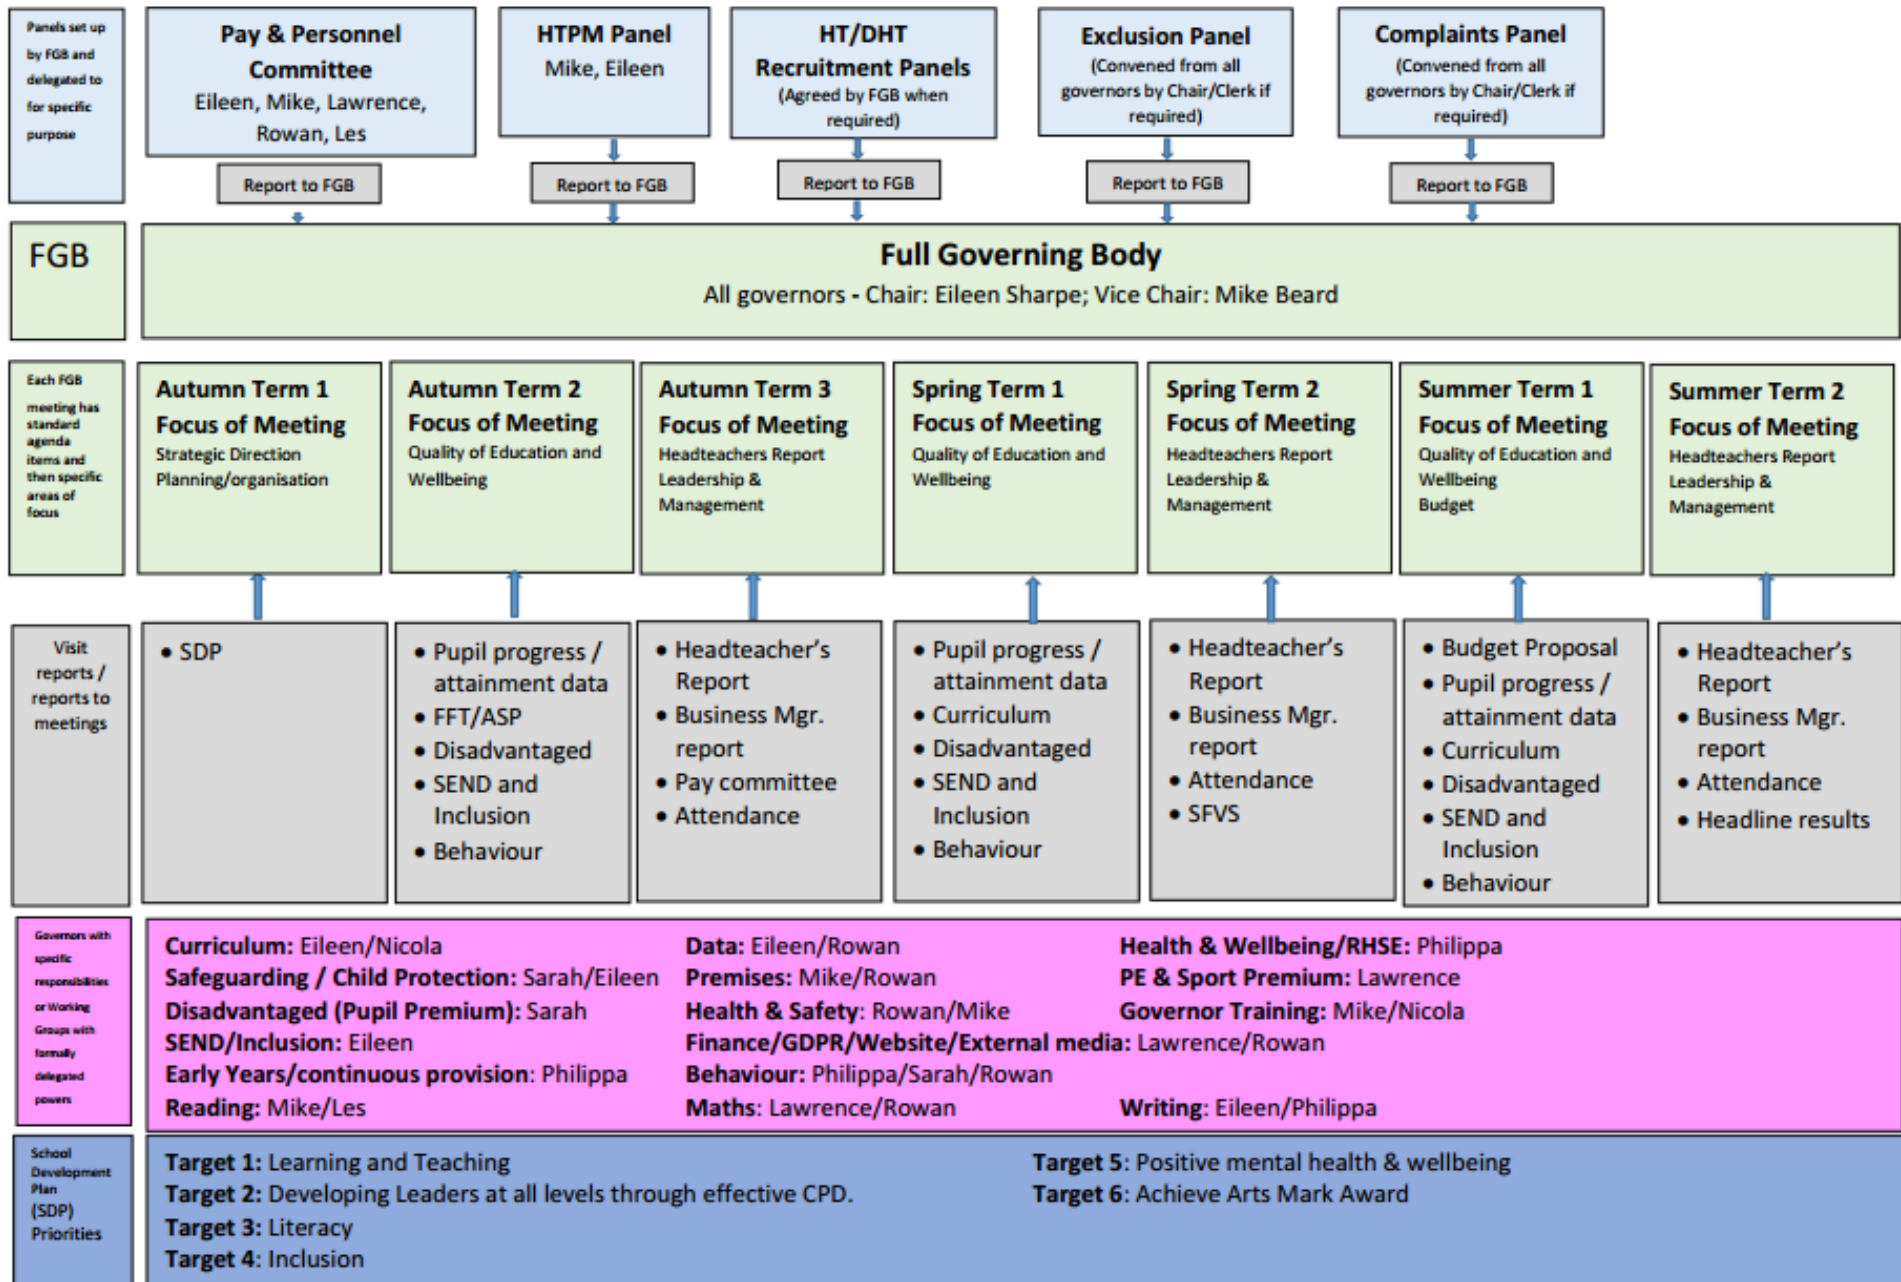 Panels set up
by FGB and
delegated to
for specific
purpose
Pay & Personnel
Committee
Eileen, Mike, Lawrence,
Rowan, Les
HTPM Panel
Mike, Eileen
HT/DHT
Recruitment Panels
(Agreed by FGB when
required)
Exclusion Panel
(Convened from all
governors by Chair/Clerk if
required)
Complaints Panel
(Convened from all
governors by Chair/Clerk if
required)
Report to FGB
Report to FGB
Report to FGB
Report to FGB
Report to FGB
FGB
Full Governing Body
All governors - Chair: Eileen Sharpe; Vice Chair: Mike Beard
Each FGB
meeting has
standard
agenda
items and
then specific
areas of
focus
Autumn Term 1
Focus of Meeting
Strategic Direction
Planning/organisation
Autumn Term 2
Focus of Meeting
Quality of Education and
Wellbeing
Autumn Term 3
Focus of Meeting
Headteachers Report
Leadership &
Management
Spring Term 1
Focus of Meeting
Quality of Education and
Wellbeing
Spring Term 2
Focus of Meeting
Headteachers Report
Leadership &
Management
Summer Term 1
Focus of Meeting
Quality of Education and
Wellbeing
Budget
Summer Term 2
Focus of Meeting
Headteachers Report
Leadership &
Management
Visit
reports /
reports to
meetings
• SDP
• Pupil progress /
attainment data
• FFT/ASP
• Disadvantaged
• SEND and
Inclusion
• Behaviour
• Headteacher's
Report
• Business Mgr.
report
• Pay committee
• Attendance
• Pupil progress /
attainment data
• Curriculum
• Disadvantaged
• SEND and
Inclusion
• Behaviour
• Headteacher's
Report
• Business Mgr.
report
• Attendance
• SFVS
• Budget Proposal
• Pupil progress /
attainment data
• Curriculum
• Disadvantaged
• SEND and
Inclusion
• Behaviour
• Headteacher's
Report
• Business Mgr.
report
• Attendance
• Headline results
Governors with
specific
responsibilities
or Working
Groups with
formally
delegated
powers
Curriculum: Eileen/Nicola Data: Eileen/Rowan Health & Wellbeing/RHSE: Philippa
Safeguarding / Child Protection: Sarah/Eileen Premises: Mike/Rowan PE & Sport Premium: Lawrence
Disadvantaged (Pupil Premium): Sarah Health & Safety: Rowan/Mike Governor Training: Mike/Nicola
SEND/Inclusion: Eileen Finance/GDPR/Website/External media: Lawrence/Rowan
Early Years/continuous provision: Philippa Behaviour: Philippa/Sarah/Rowan
Reading: Mike/Les Maths: Lawrence/Rowan Writing: Eileen/Philippa
School
Development
Plan
(SDP)
Priorities
Target 1: Learning and Teaching Target 5: Positive mental health & wellbeing
Target 2: Developing Leaders at all levels through effective CPD. Target 6: Achieve Arts Mark Award
Target 3: Literacy
Target 4: Inclusion